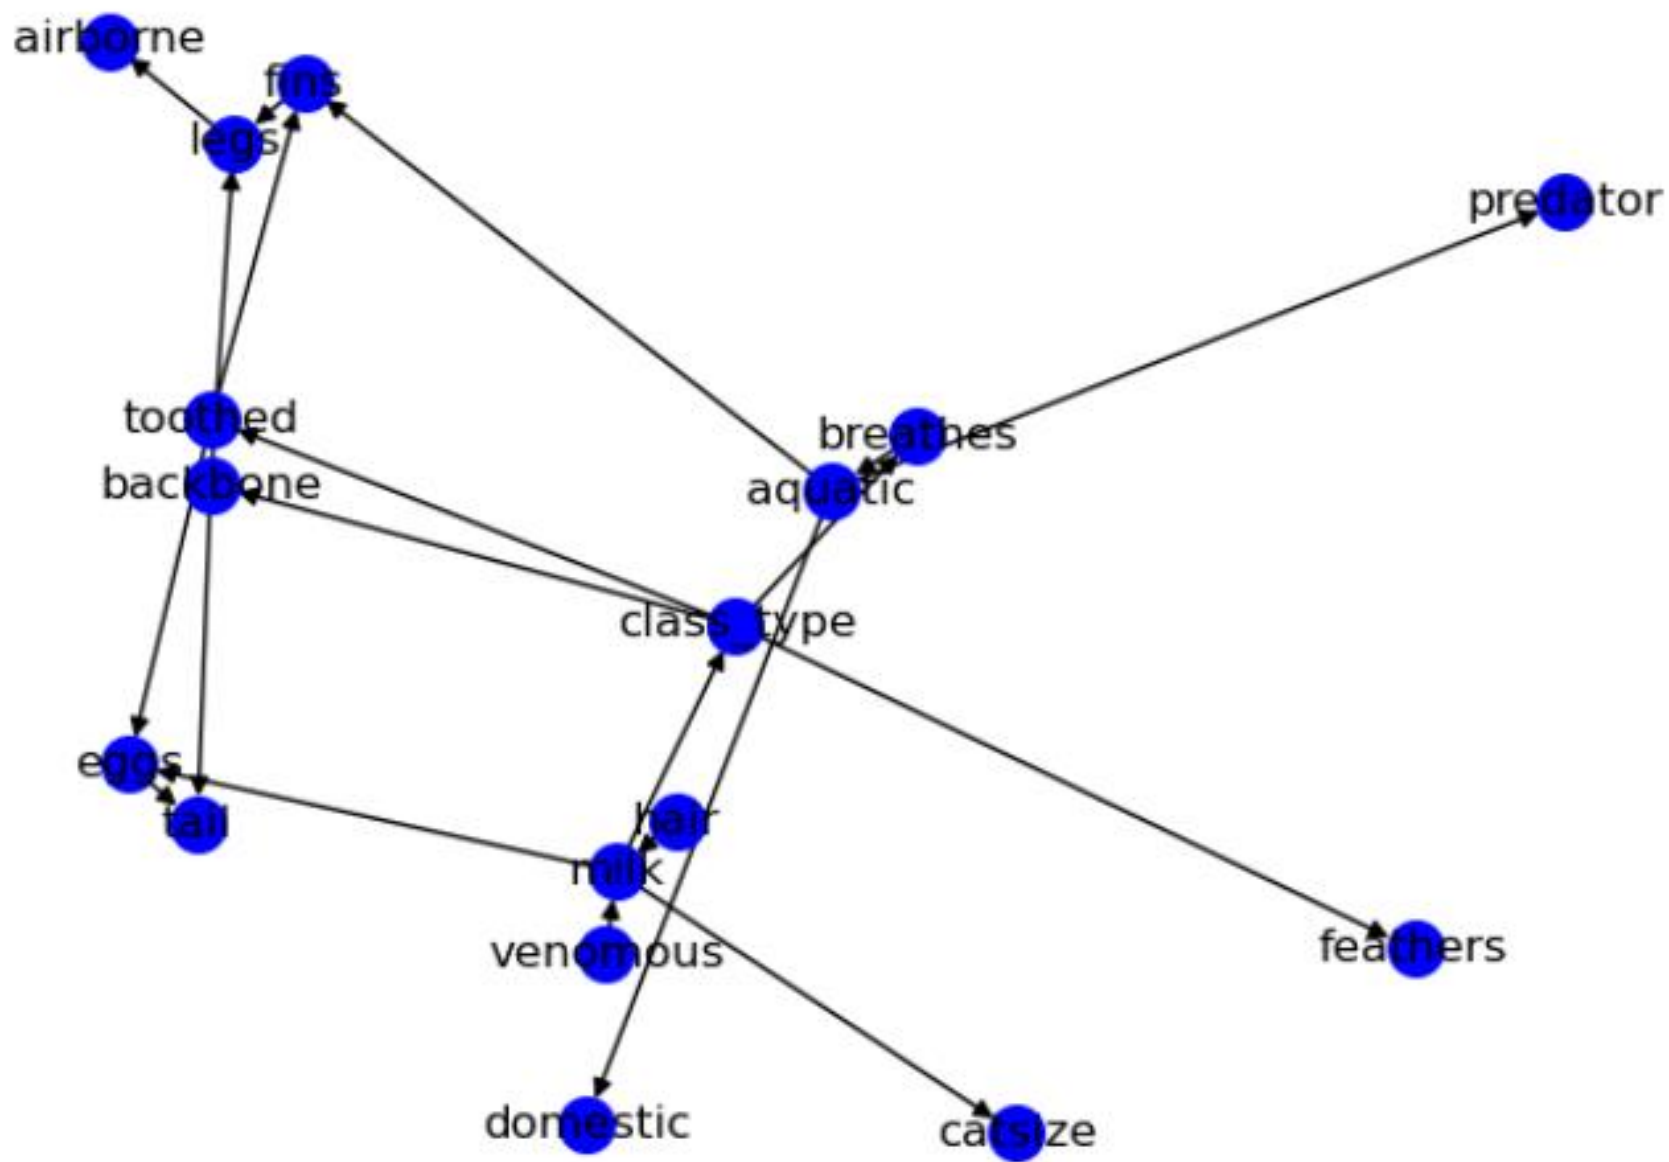 airborne
fins
legs
predator
toothed
breathes
backbone
aquatic
class_type
eggs
tail
hair
milk
venomous
feathers
domestic
catsize